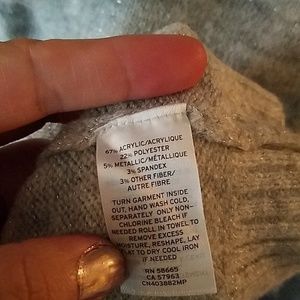 67% ACRYLIC/ACRYLIQUE
22% POLYESTER
5% METALLIC/MÉTALLIQUE
3% SPANDEX
3% OTHER FIBER/
AUTRE FIBRE
TURN GARMENT INSIDE
OUT, HAND WASH COLD,
SEPARATELY ONLY NON-
CHLORINE BLEACH IF
NEEDED ROLL IN TOWEL TO
REMOVE EXCESS
MOISTURE, RESHAPE, LAY
FLAT TO DRY COOL IRON
IF NEEDED
RN 58665
CA 57963
CN403882MP